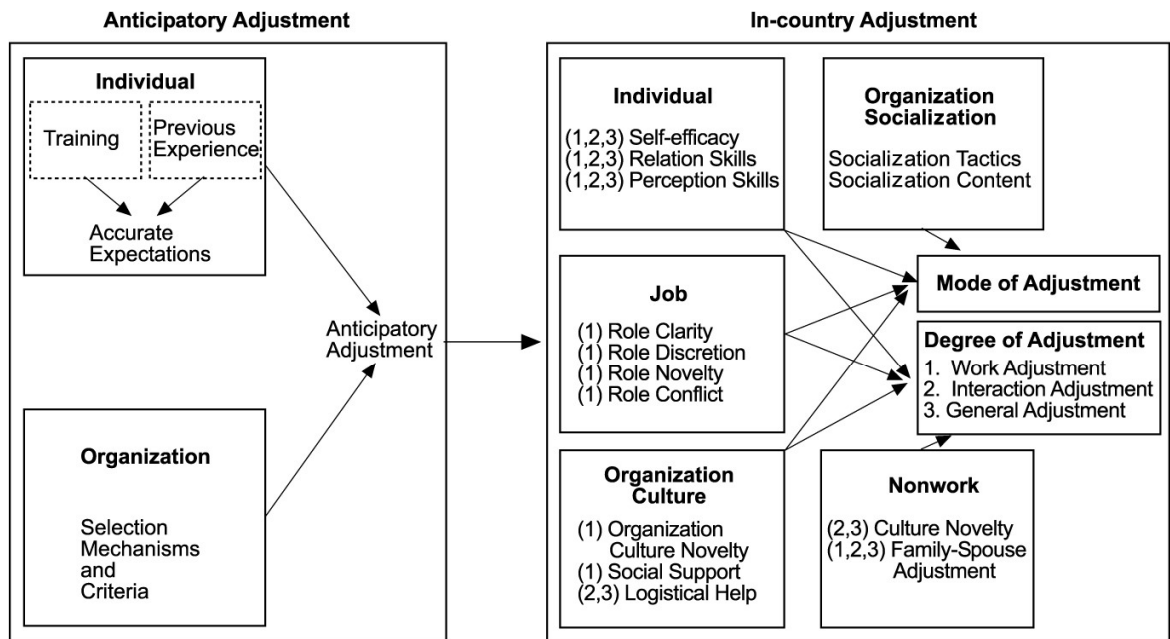 Anticipatory Adjustment
Individual
Training
Previous
Experience
Accurate
Expectations
Anticipatory
Adjustment
Organization
Selection
Mechanisms
and
Criteria
In-country Adjustment
Individual
(1,2,3) Self-efficacy
(1,2,3) Relation Skills
(1,2,3) Perception Skills
Organization
Socialization
Socialization Tactics
Socialization Content
Job
(1) Role Clarity
(1) Role Discretion
(1) Role Novelty
(1) Role Conflict
Mode of Adjustment
Degree of Adjustment
1. Work Adjustment
2. Interaction Adjustment
3. General Adjustment
Organization
Culture
(1) Organization
Culture Novelty
(1) Social Support
(2,3) Logistical Help
Nonwork
(2,3) Culture Novelty
(1,2,3) Family-Spouse
Adjustment